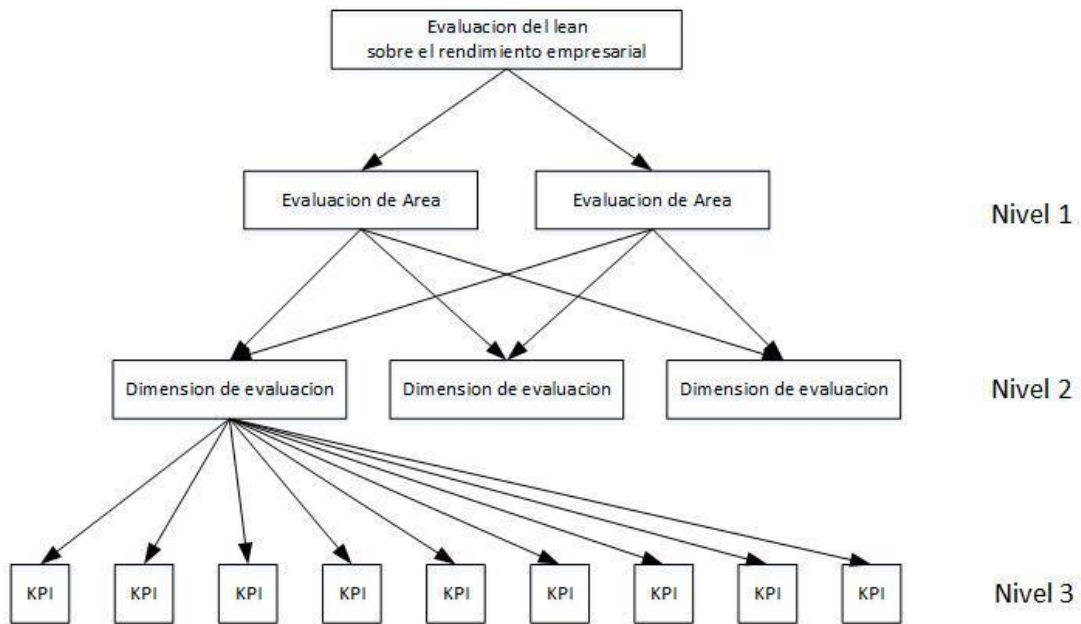 Evaluacion del lean
sobre el rendimiento empresarial
Evaluacion de Area
Evaluacion de Area
Nivel 1
Dimension de evaluacion
Dimension de evaluacion
Dimension de evaluacion
Nivel 2
KPI
KPI
KPI
KPI
KPI
KPI
KPI
KPI
KPI
Nivel 3